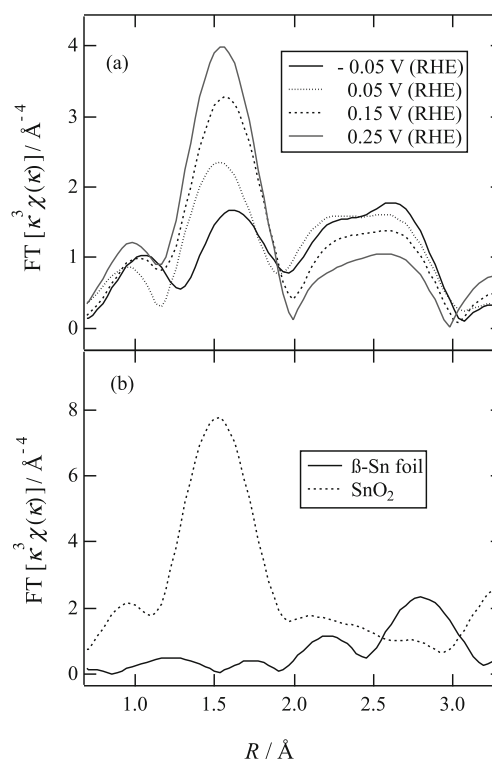 (a)
- 0.05 V (RHE)
0.05 V (RHE)
0.15 V (RHE)
0.25 V (RHE)
4
3
2
1
0
FT [κ³ χ(κ)] / Å⁻⁴
(b)
ß-Sn foil
SnO₂
8
6
4
2
0
FT [κ³ χ(κ)] / Å⁻⁴
1.0 1.5 2.0 2.5 3.0
R / Å